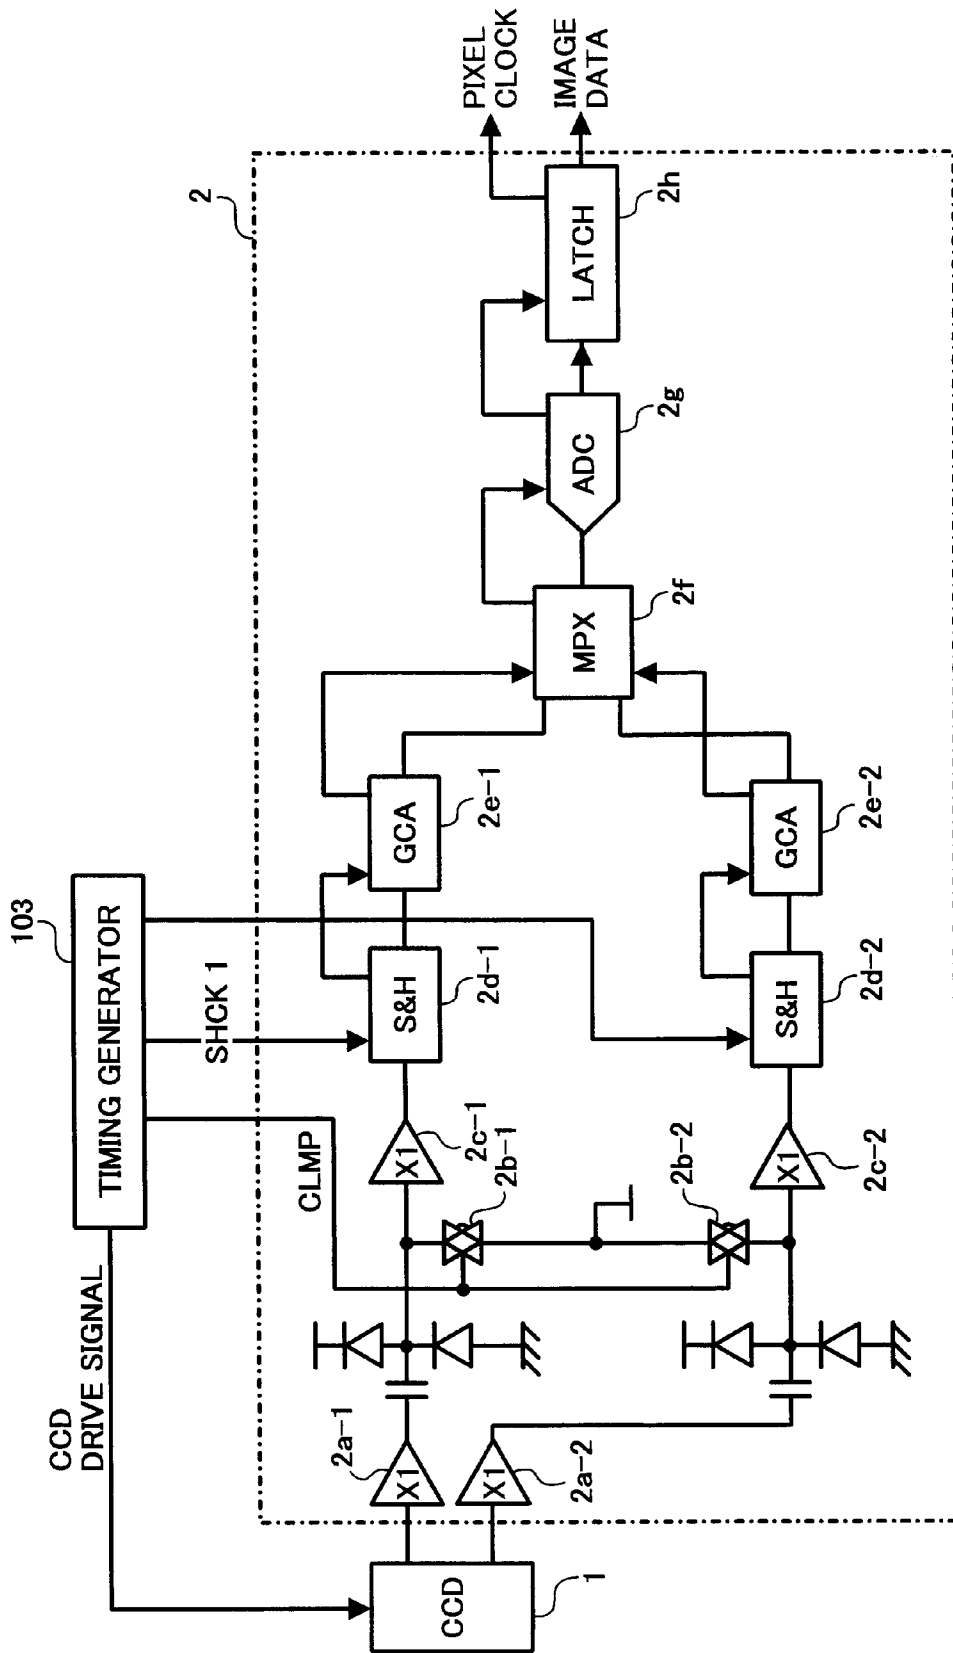 103
TIMING GENERATOR
CCD
DRIVE SIGNAL
CLMP
SHCK 1
2
PIXEL
CLOCK
IMAGE
DATA
CCD
1
X1
2a-1
X1
2a-2
2b-1
2b-2
X1
2c-1
X1
2c-2
S&H
2d-1
S&H
2d-2
GCA
2e-1
GCA
2e-2
MPX
2f
ADC
2g
LATCH
2h